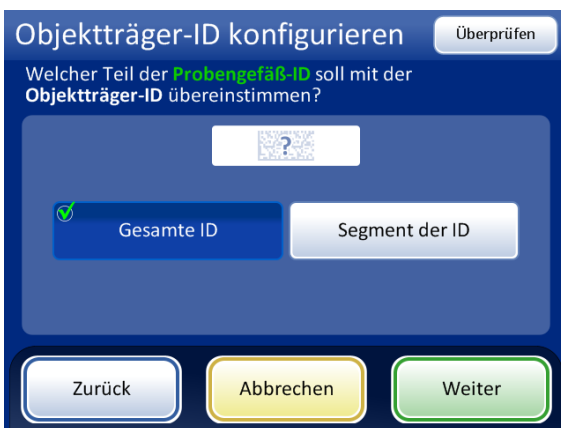 Objektträger-ID konfigurieren
Überprüfen
Welcher Teil der Probengefäß-ID soll mit der
Objektträger-ID übereinstimmen?
?
Gesamte ID
Segment der ID
Zurück
Abbrechen
Weiter